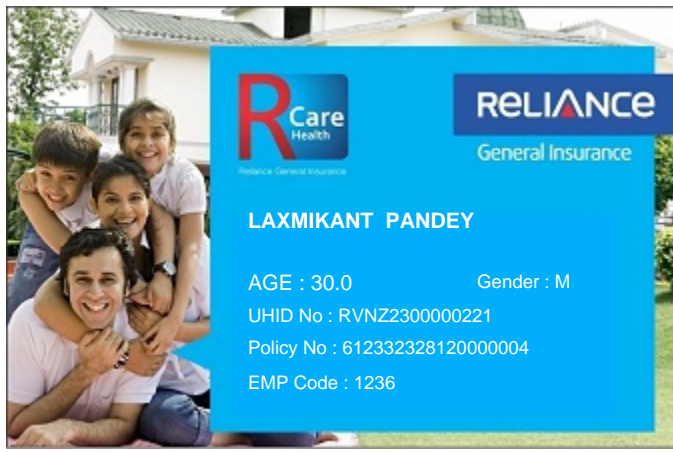 R Care
Health
Reliance General Insurance
RELIANCE
General Insurance
LAXMIKANT PANDEY
AGE : 30.0 Gender : M
UHID No : RVNZ2300000221
Policy No : 612332328120000004
EMP Code : 1236